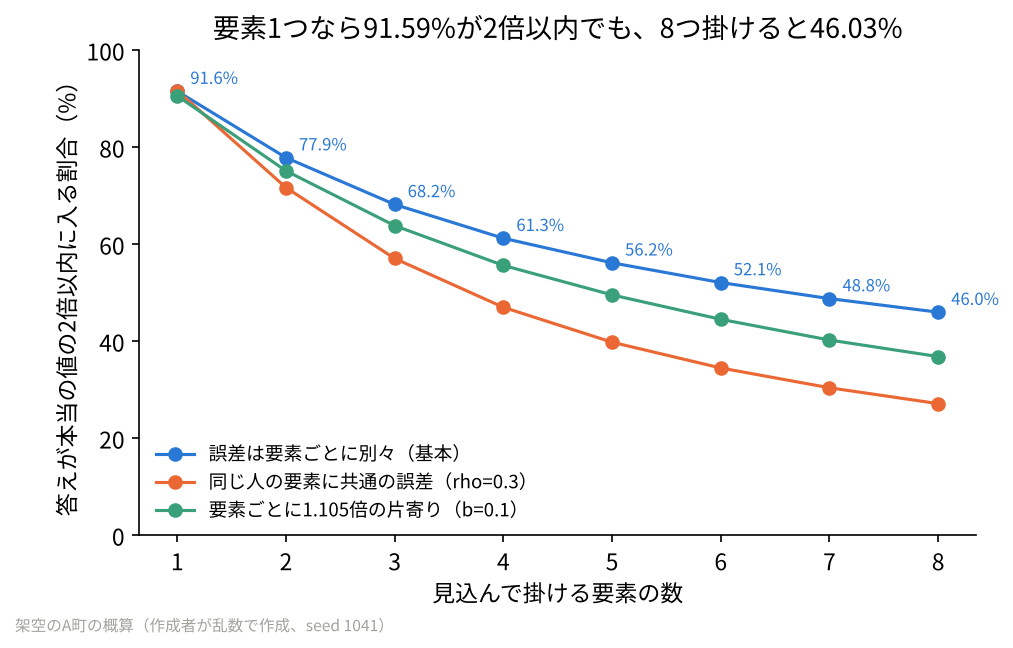 要素1つなら91.59%が2倍以内でも、8つ掛けると46.03%
答えが本当の値の2倍以内に入る割合（%）
100
80
60
40
20
0
91.6%
77.9%
68.2%
61.3%
56.2%
52.1%
48.8%
46.0%
誤差は要素ごとに別々（基本）
同じ人の要素に共通の誤差（rho=0.3）
要素ごとに1.105倍の片寄り（b=0.1）
1 2 3 4 5 6 7 8
見込んで掛ける要素の数
架空のA町の概算（作成者が乱数で作成、seed 1041）